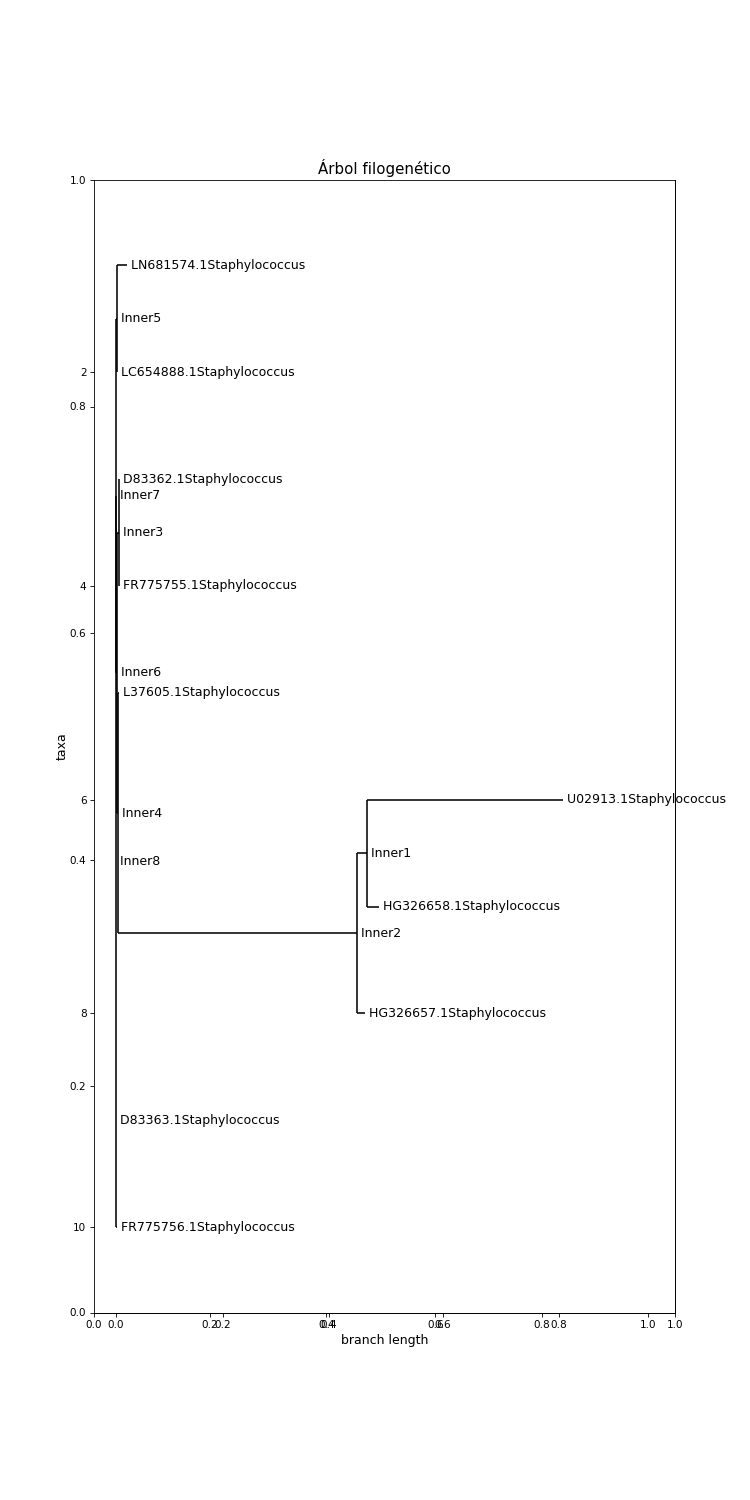 Árbol filogenético
1.0
LN681574.1Staphylococcus
Inner5
2
LC654888.1Staphylococcus
0.8
D83362.1Staphylococcus
Inner7
Inner3
4
FR775755.1Staphylococcus
0.6
Inner6
L37605.1Staphylococcus
taxa
6
U02913.1Staphylococcus
Inner4
Inner1
0.4
Inner8
HG326658.1Staphylococcus
Inner2
8
HG326657.1Staphylococcus
0.2
D83363.1Staphylococcus
10
FR775756.1Staphylococcus
0.0
0.0 0.0 0.2 0.2 0.4 0.4 0.6 0.6 0.8 0.8 1.0 1.0
branch length